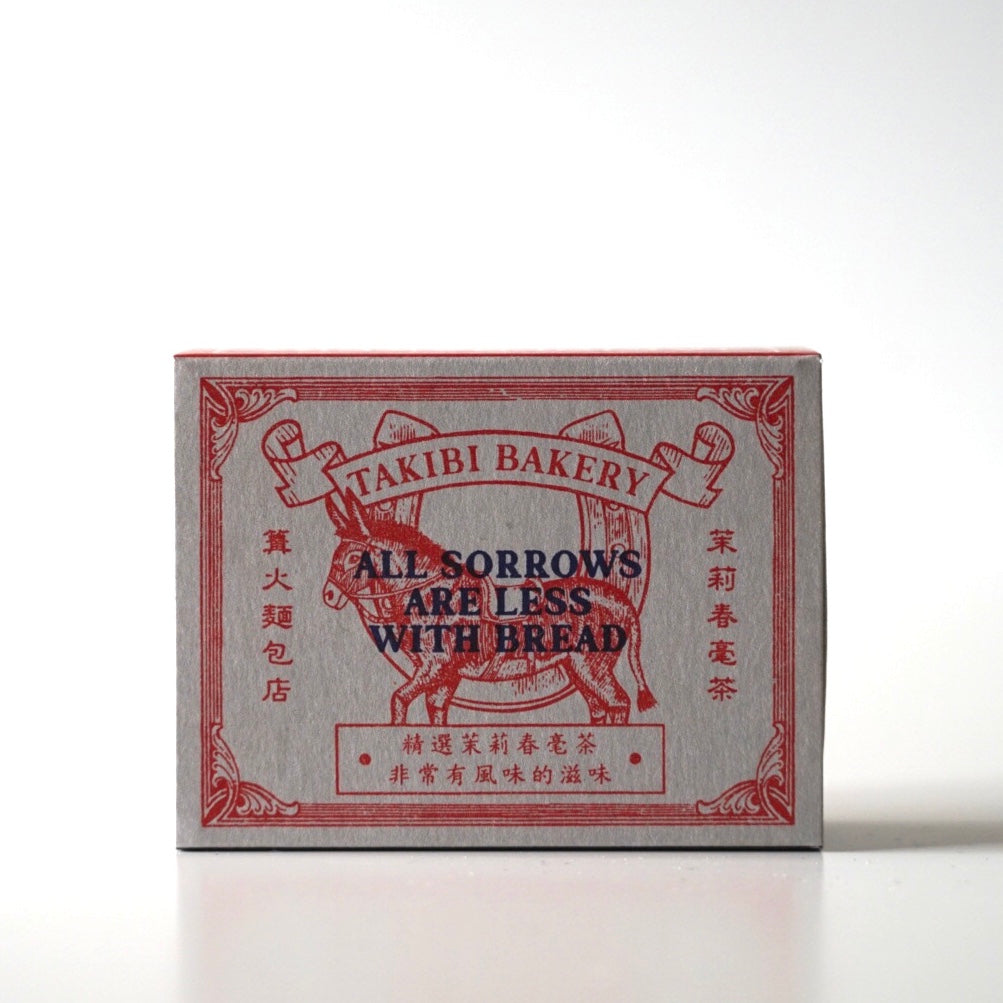 TAKIBI BAKERY
ALL SORROWS
ARE LESS
WITH BREAD
篝火麵包店
茉莉春毫茶
精選茉莉春毫茶
非常有風味的滋味